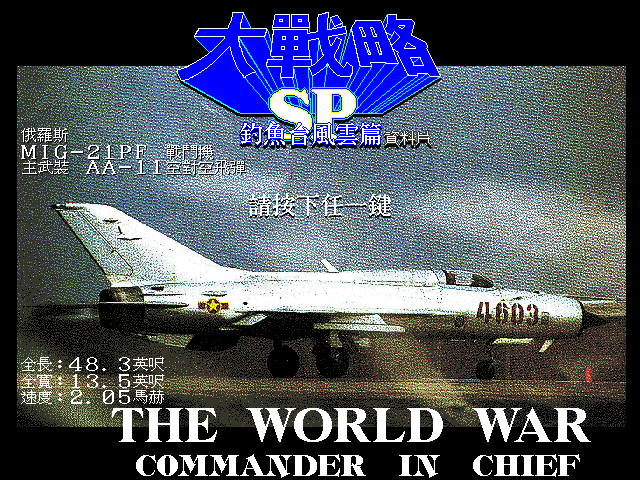 大戰略
SP
釣魚台風雲篇資料片
俄羅斯
MIG-21PF 戰鬪機
主武裝 AA-11空對空飛彈
請按下任一鍵
4603
全長：48.3英呎
全寬：13.5英呎
速度：2.05馬赫
THE WORLD WAR
COMMANDER IN CHIEF